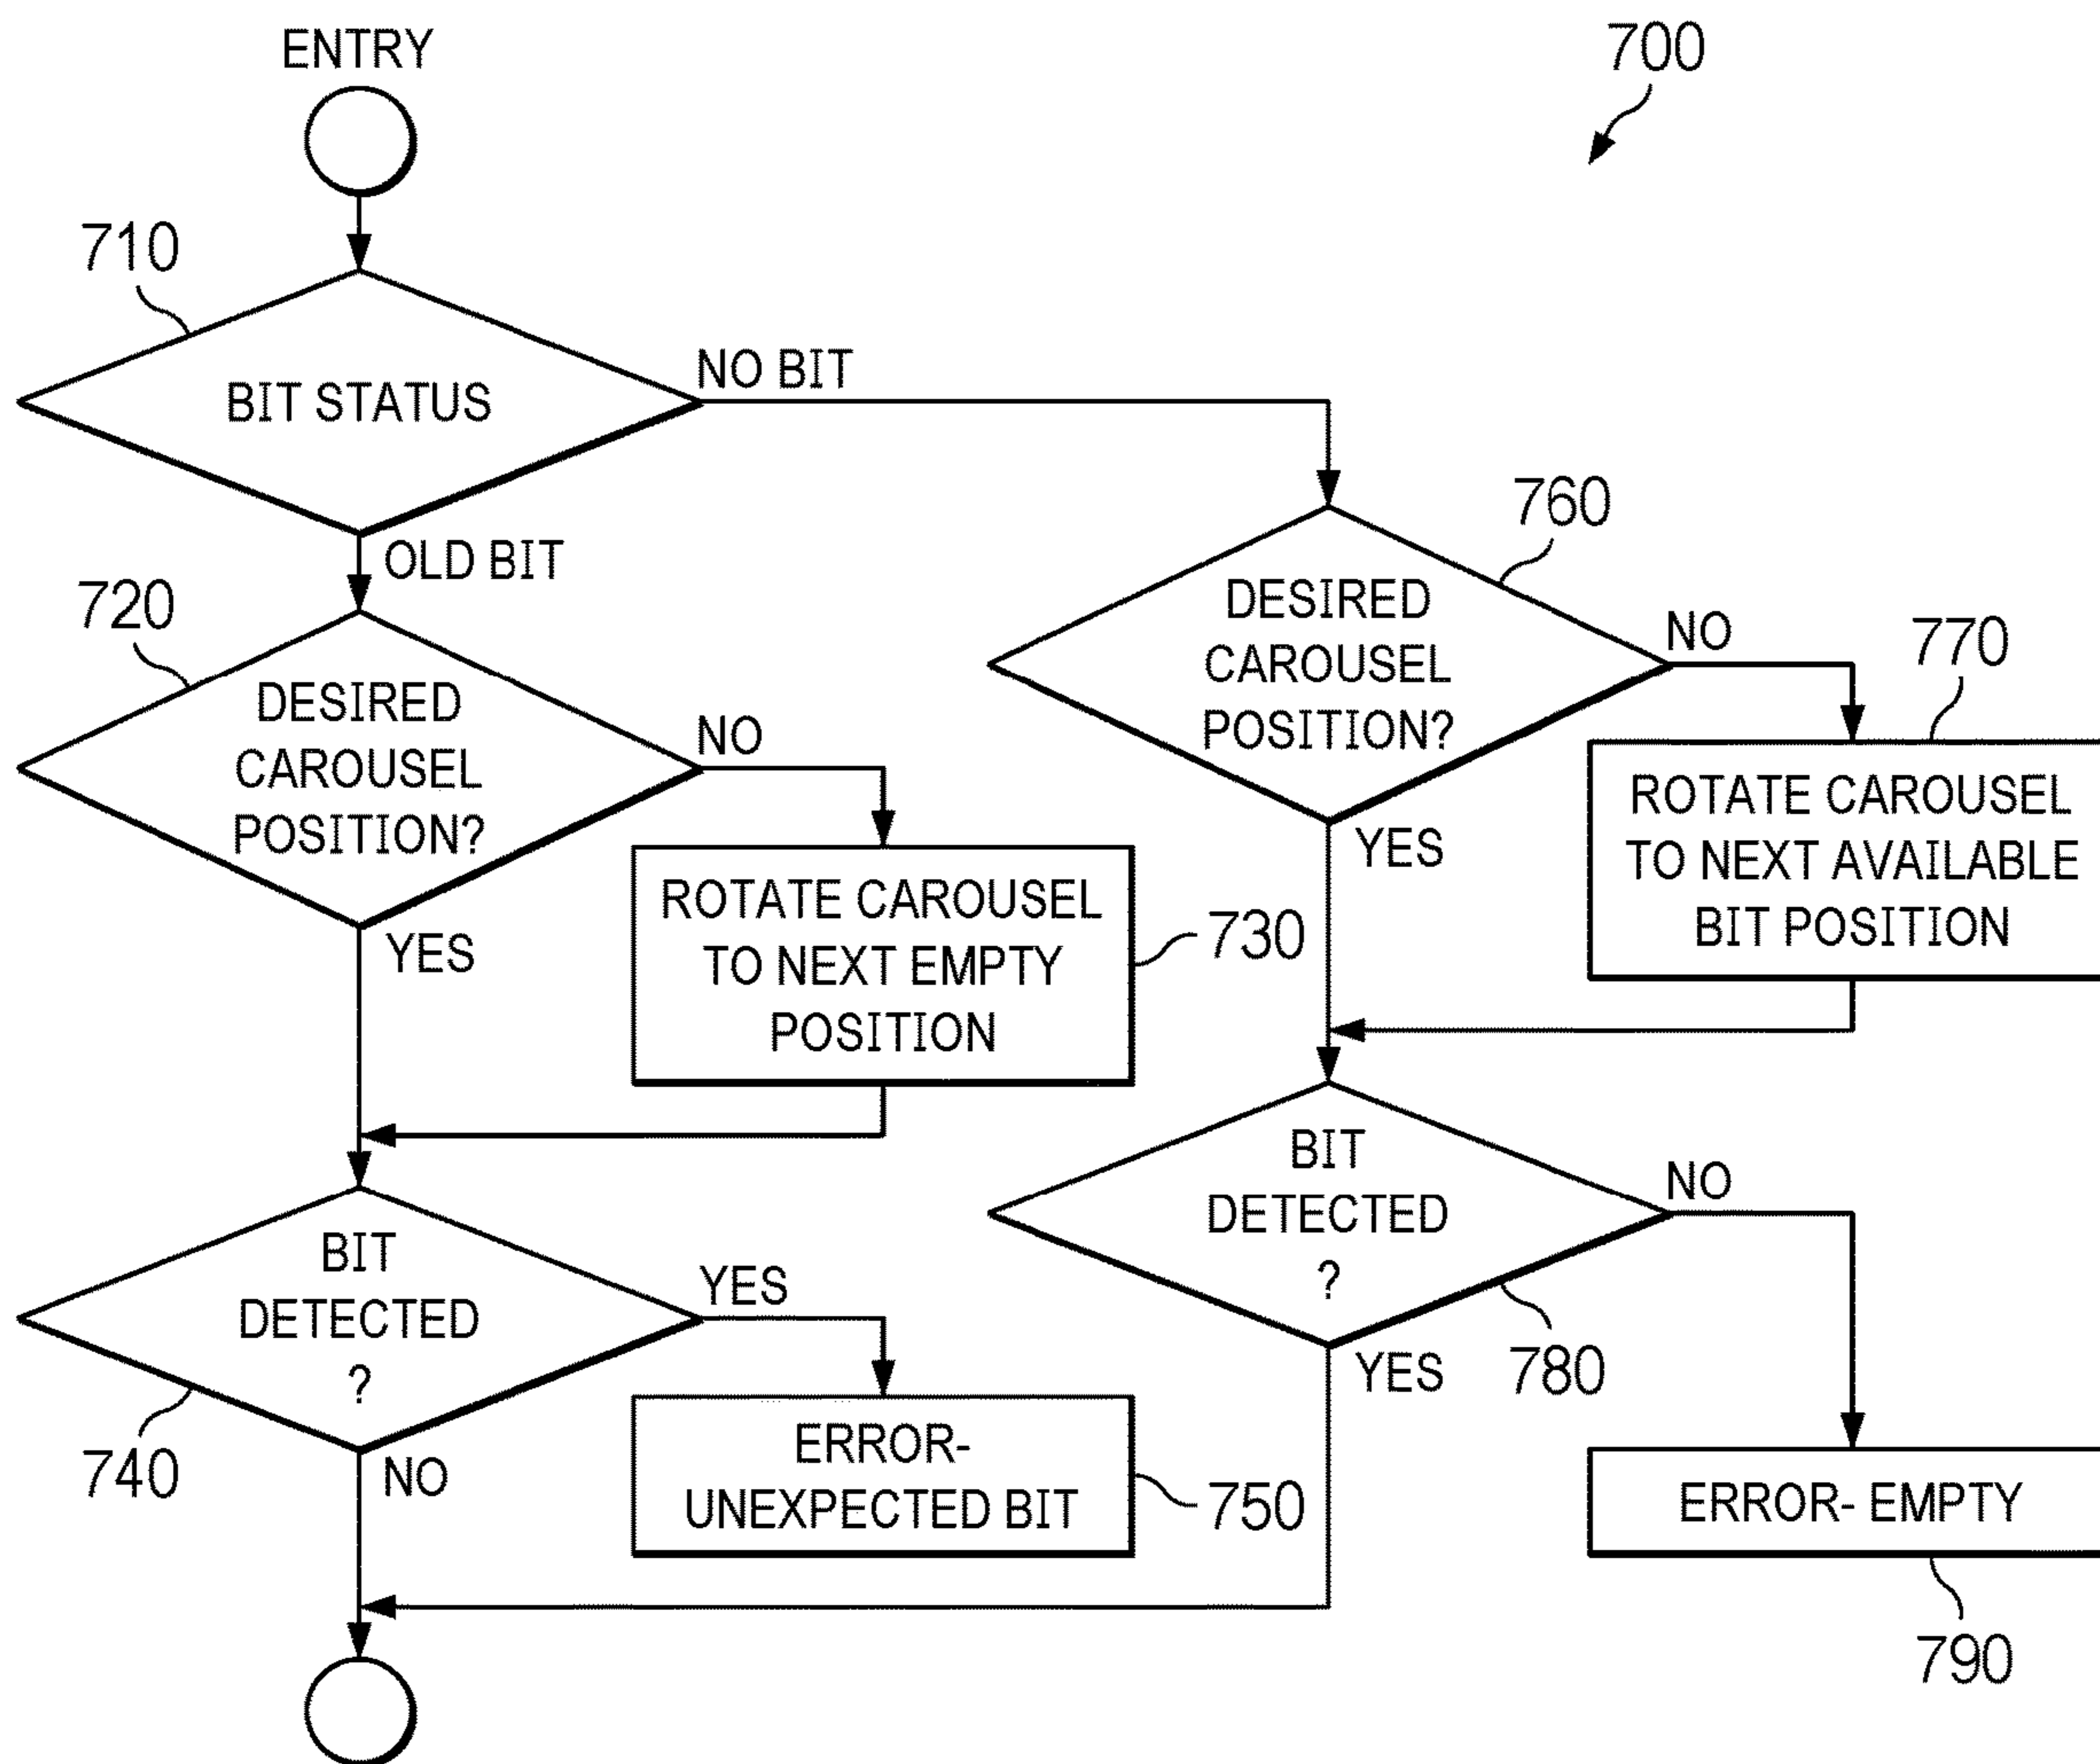 ENTRY
700
710
BIT STATUS
NO BIT
OLD BIT
720
DESIRED
CAROUSEL
POSITION?
NO
YES
730
ROTATE CAROUSEL
TO NEXT EMPTY
POSITION
740
BIT
DETECTED
?
YES
NO
750
ERROR-
UNEXPECTED BIT
760
DESIRED
CAROUSEL
POSITION?
NO
YES
770
ROTATE CAROUSEL
TO NEXT AVAILABLE
BIT POSITION
780
BIT
DETECTED
?
NO
YES
ERROR- EMPTY
790